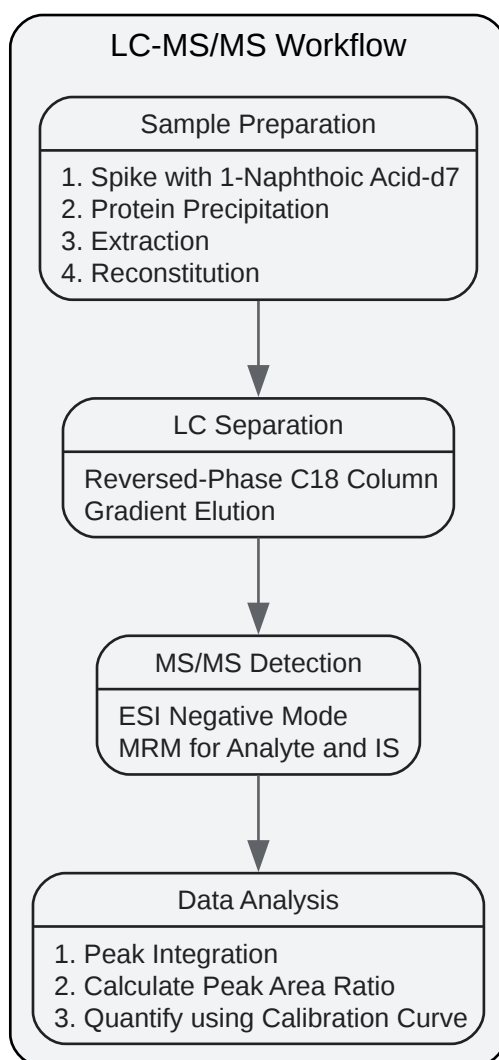 LC-MS/MS Workflow
Sample Preparation
1. Spike with 1-Naphthoic Acid-d7
2. Protein Precipitation
3. Extraction
4. Reconstitution
LC Separation
Reversed-Phase C18 Column
Gradient Elution
MS/MS Detection
ESI Negative Mode
MRM for Analyte and IS
Data Analysis
1. Peak Integration
2. Calculate Peak Area Ratio
3. Quantify using Calibration Curve